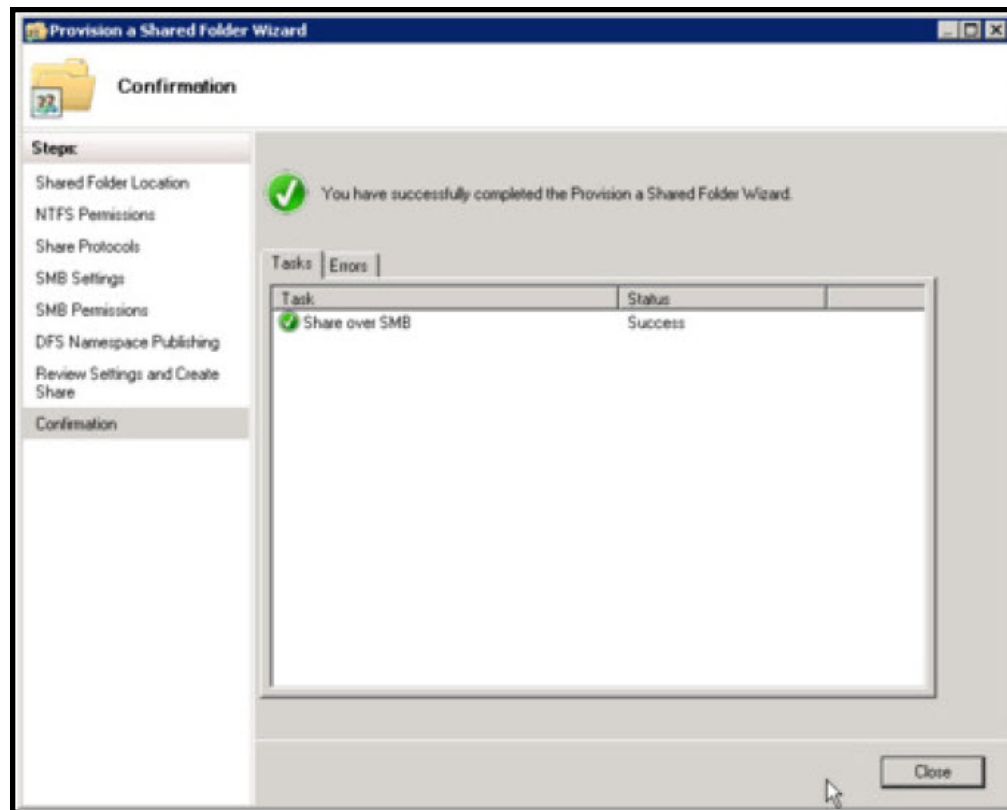 Provision a Shared Folder Wizard
Confirmation
Steps:
Shared Folder Location
NTFS Permissions
Share Protocols
SMB Settings
SMB Permissions
DFS Namespace Publishing
Review Settings and Create
Share
Confirmation
You have successfully completed the Provision a Shared Folder Wizard.
Tasks Errors
Task Status
Share over SMB Success
Close